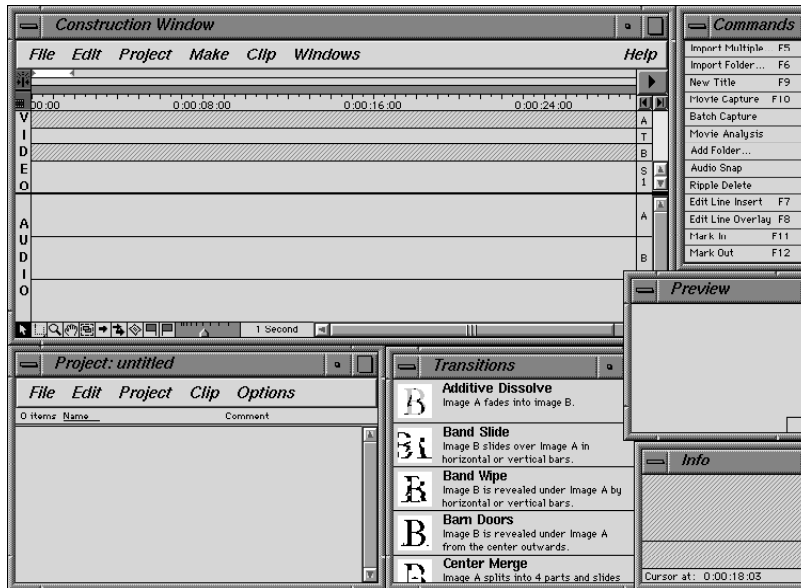 Construction Window
File Edit Project Make Clip Windows Help
00:00 0:00:08:00 0:00:16:00 0:00:24:00
VIDEO
A
T
B
S
1
AUDIO
A
B
1 Second
Commands
Import Multiple F5
Import Folder... F6
New Title F9
Movie Capture F10
Batch Capture
Movie Analysis
Add Folder...
Audio Snap
Ripple Delete
Edit Line Insert F7
Edit Line Overlay F8
Mark In F11
Mark Out F12
Preview
Project: untitled
File Edit Project Clip Options
0 items Name Comment
Transitions
Additive Dissolve
Image A fades into image B.
Band Slide
Image B slides over Image A in
horizontal or vertical bars.
Band Wipe
Image B is revealed under Image A by
horizontal or vertical bars.
Barn Doors
Image B is revealed under Image A
from the center outwards.
Center Merge
Image A splits into 4 parts and slides
Info
Cursor at: 0:00:18:03